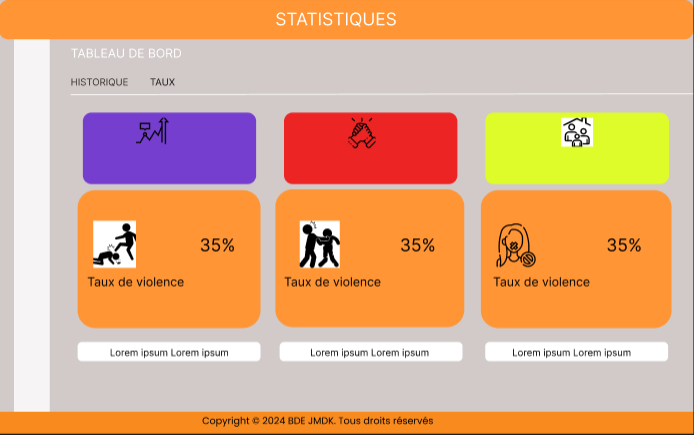 STATISTIQUES
TABLEAU DE BORD
HISTORIQUE TAUX
35% 35% 35%
Taux de violence Taux de violence Taux de violence
Lorem ipsum Lorem ipsum Lorem ipsum Lorem ipsum Lorem ipsum Lorem ipsum
Copyright © 2024 BDE JMDK. Tous droits réservés